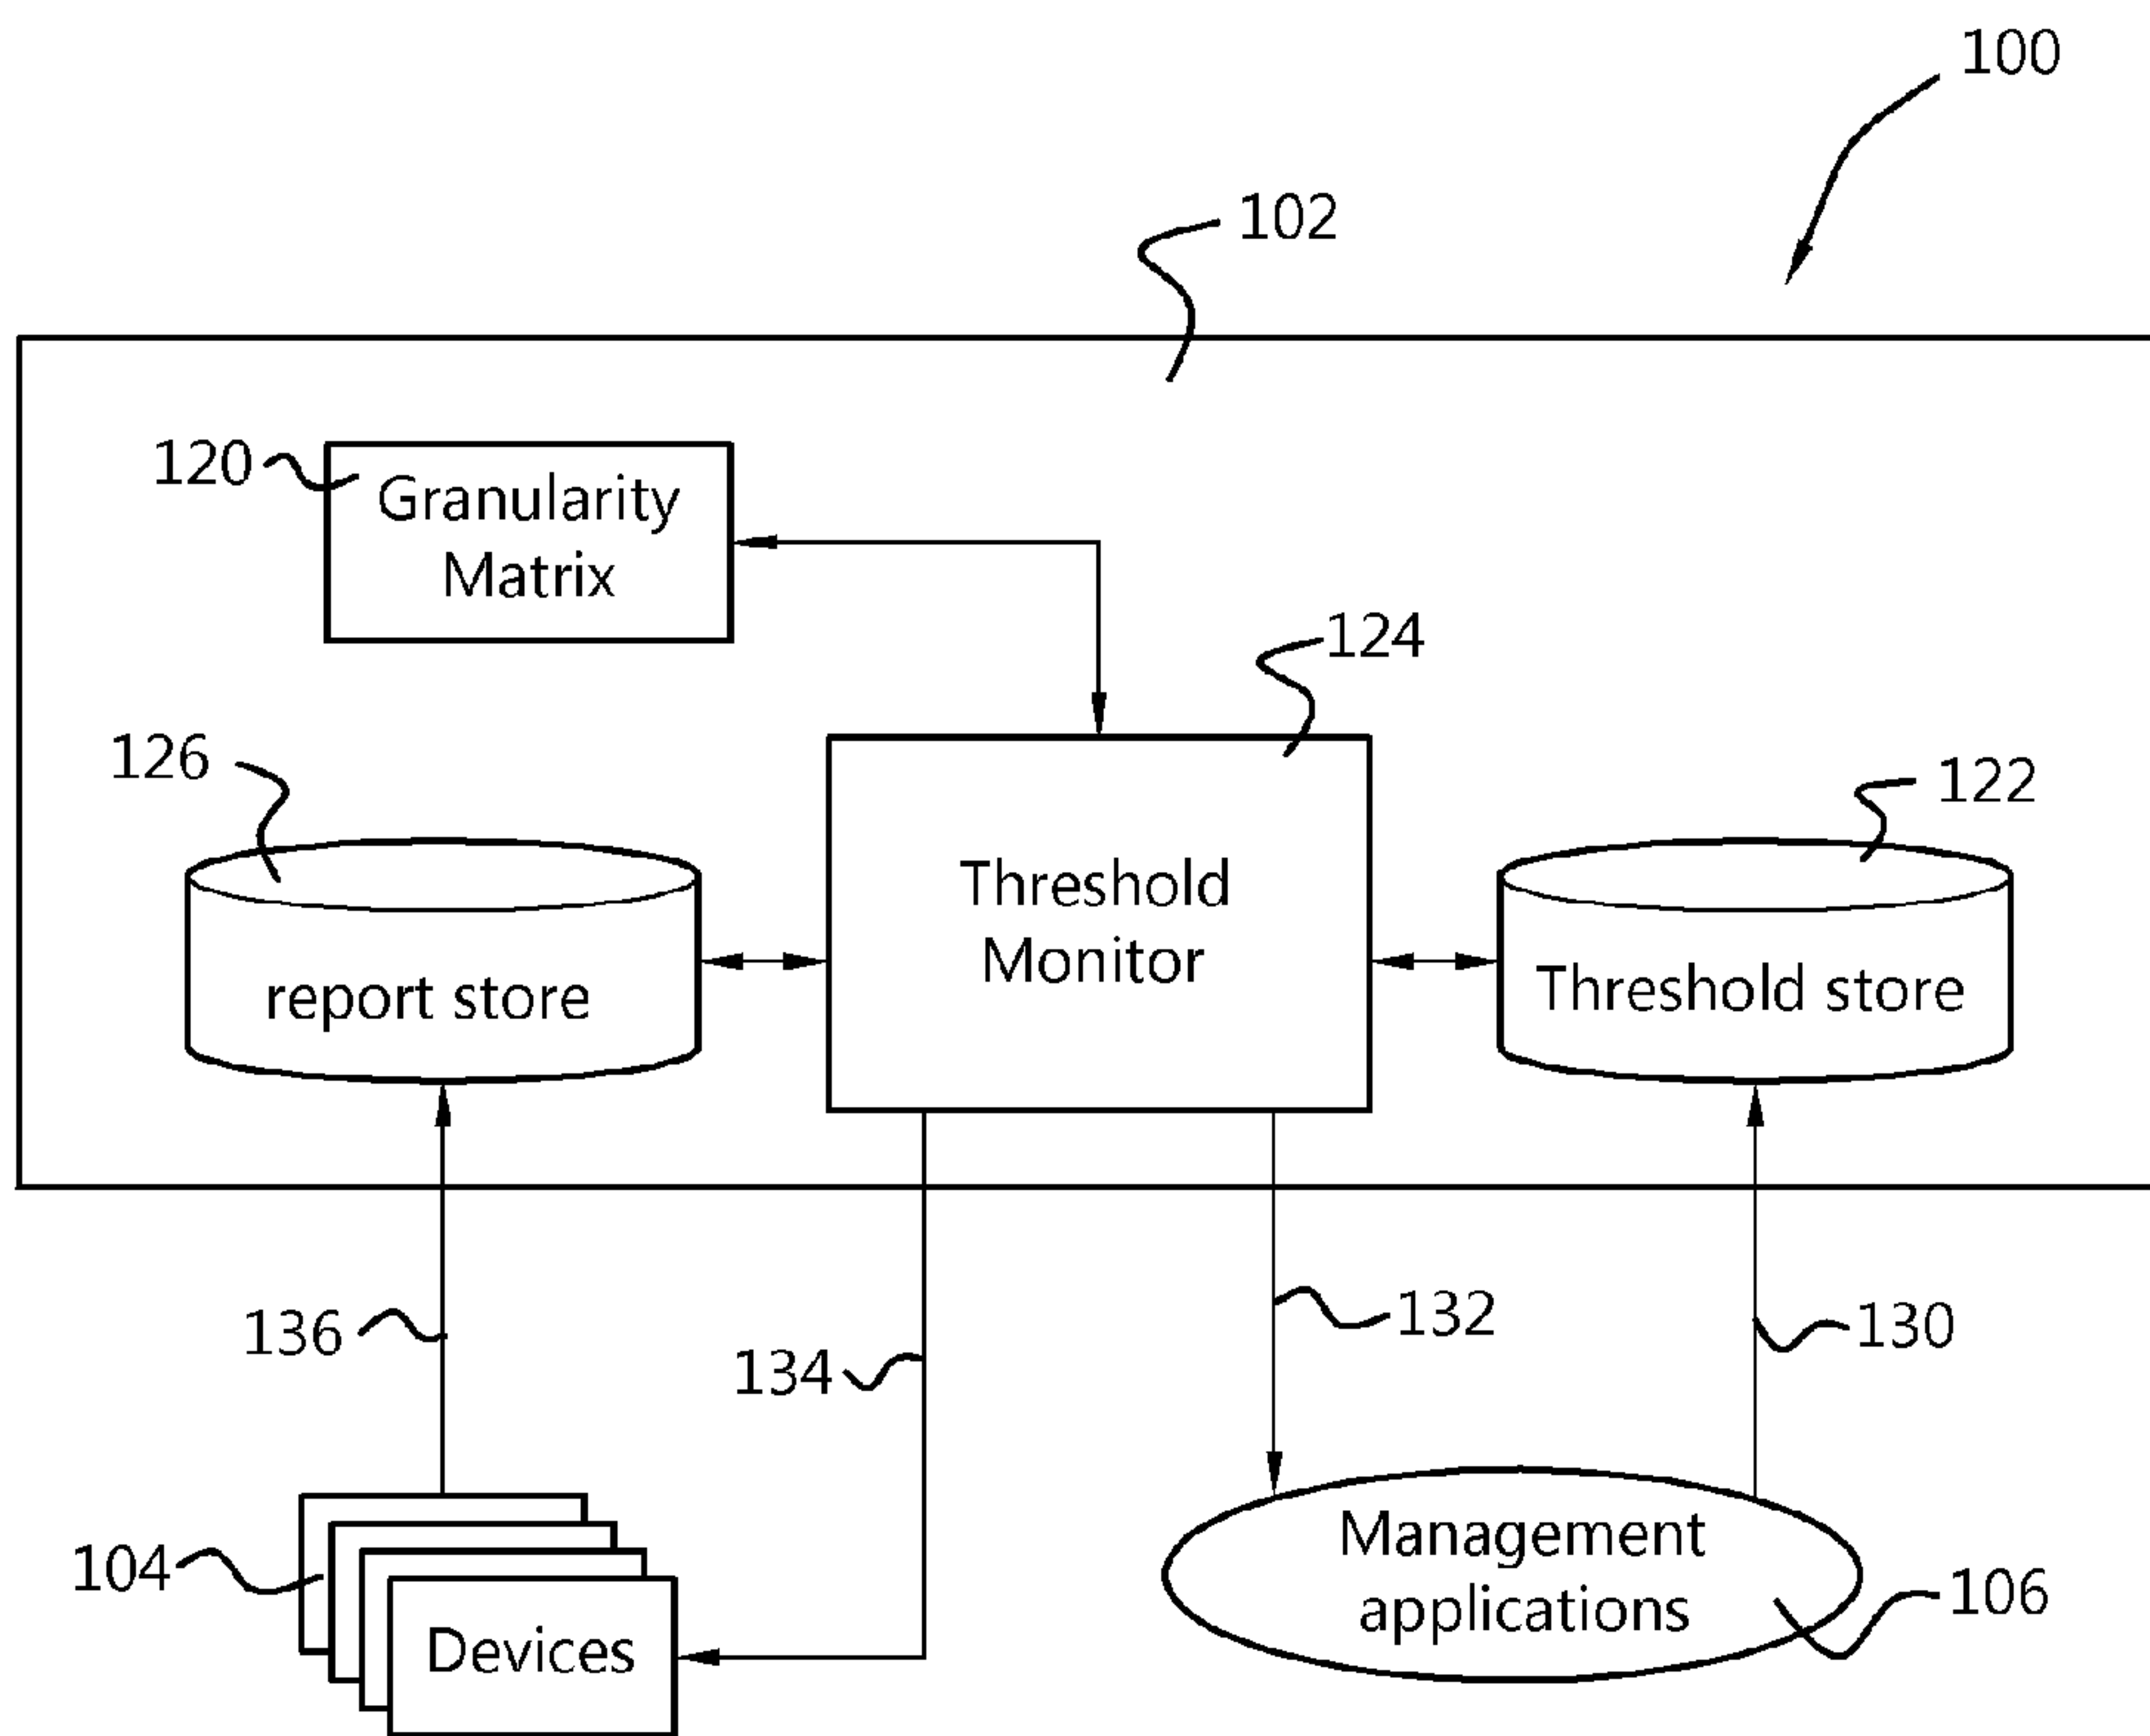 100
102
120
Granularity
Matrix
124
126
122
Threshold
Monitor
report store
Threshold store
136
134
132
130
104
Devices
Management
applications
106